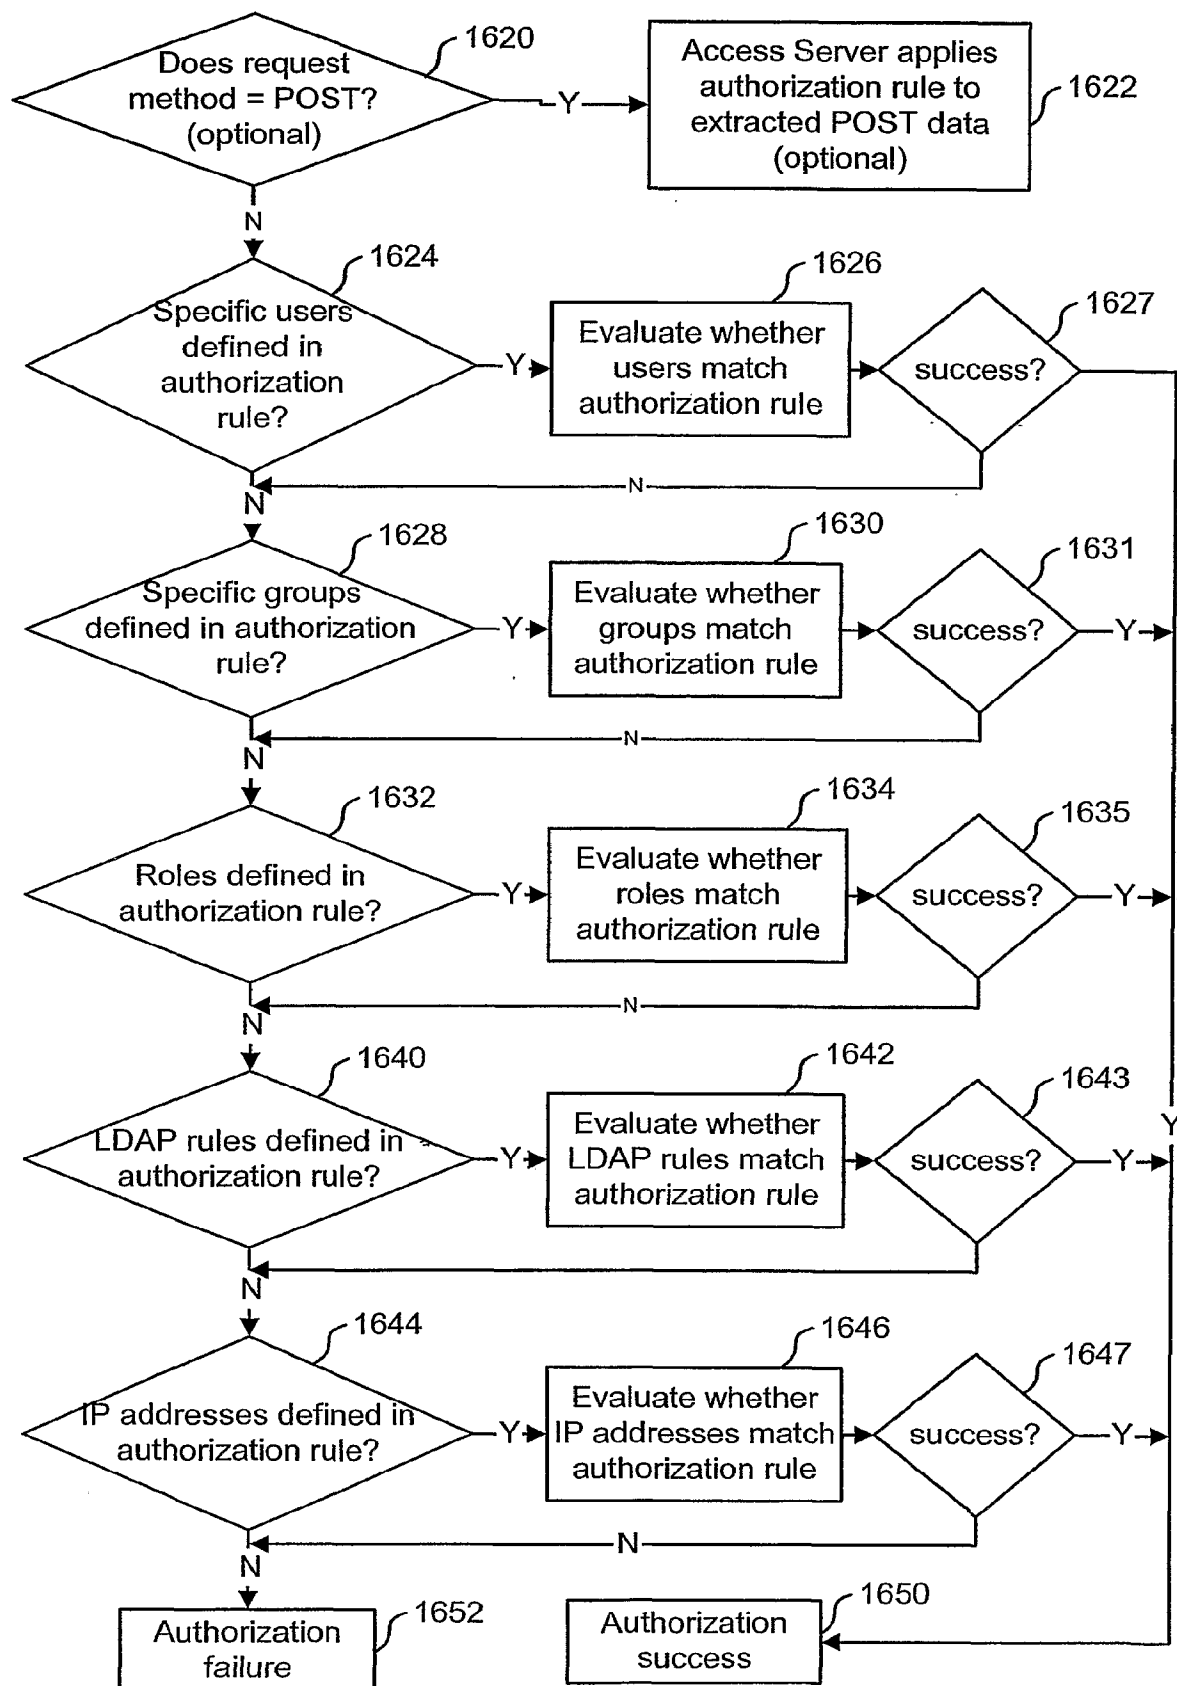 1620
Does request
method = POST?
(optional)
Y
Access Server applies
authorization rule to
extracted POST data
(optional)
1622
N
1624
Specific users
defined in
authorization
rule?
Y
1626
Evaluate whether
users match
authorization rule
1627
success?
N
N
1628
Specific groups
defined in authorization
rule?
Y
1630
Evaluate whether
groups match
authorization rule
1631
success?
Y
N
N
1632
Roles defined in
authorization rule?
Y
1634
Evaluate whether
roles match
authorization rule
1635
success?
Y
N
N
1640
LDAP rules defined in
authorization rule?
Y
1642
Evaluate whether
LDAP rules match
authorization rule
1643
success?
Y
Y
N
1644
IP addresses defined in
authorization rule?
Y
1646
Evaluate whether
IP addresses match
authorization rule
1647
success?
Y
N
N
1652
Authorization
failure
1650
Authorization
success